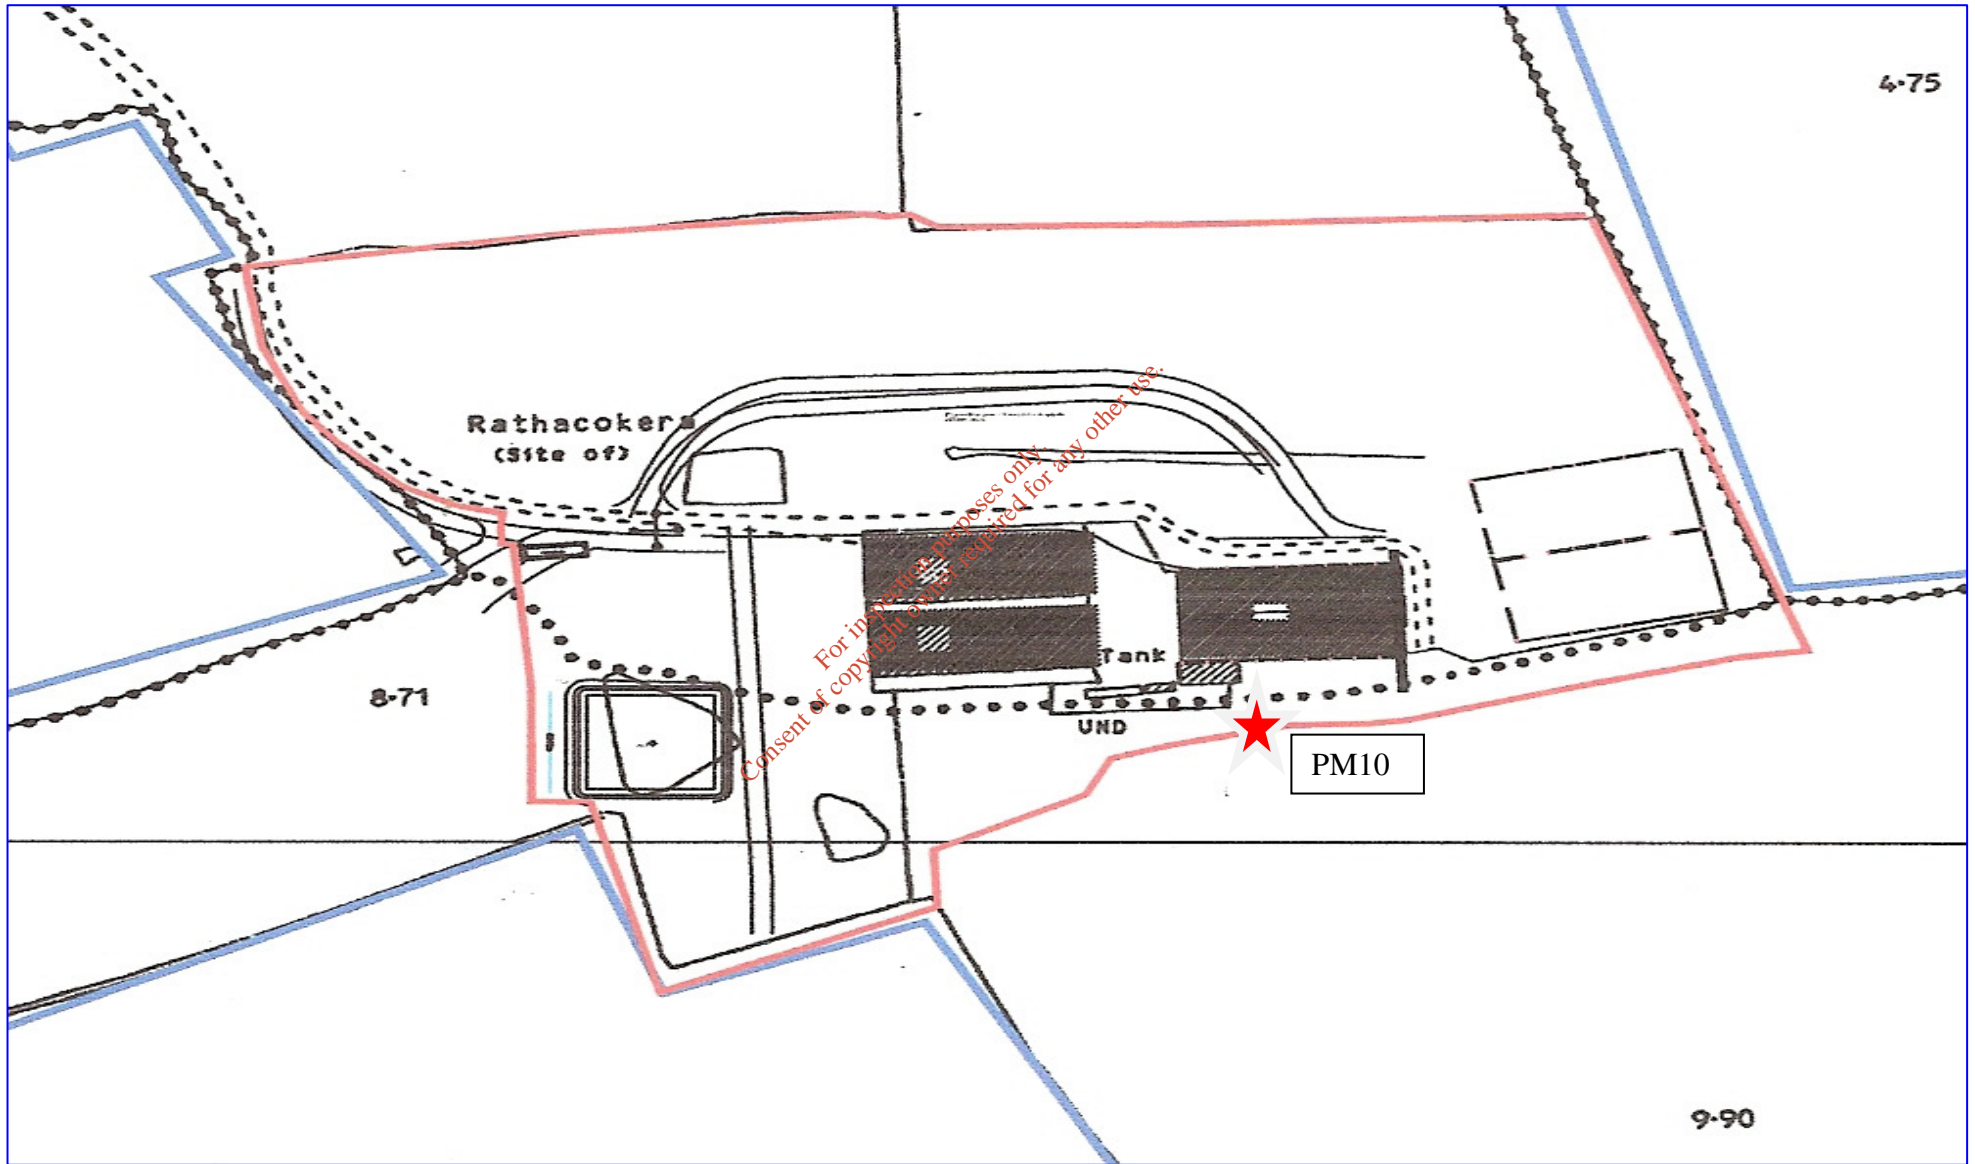 4·75
Rathacokera
(Site of)
For inspection purposes only.
Consent of copyright owner required for any other use.
Tank
8·71
UND
PM10
9·90